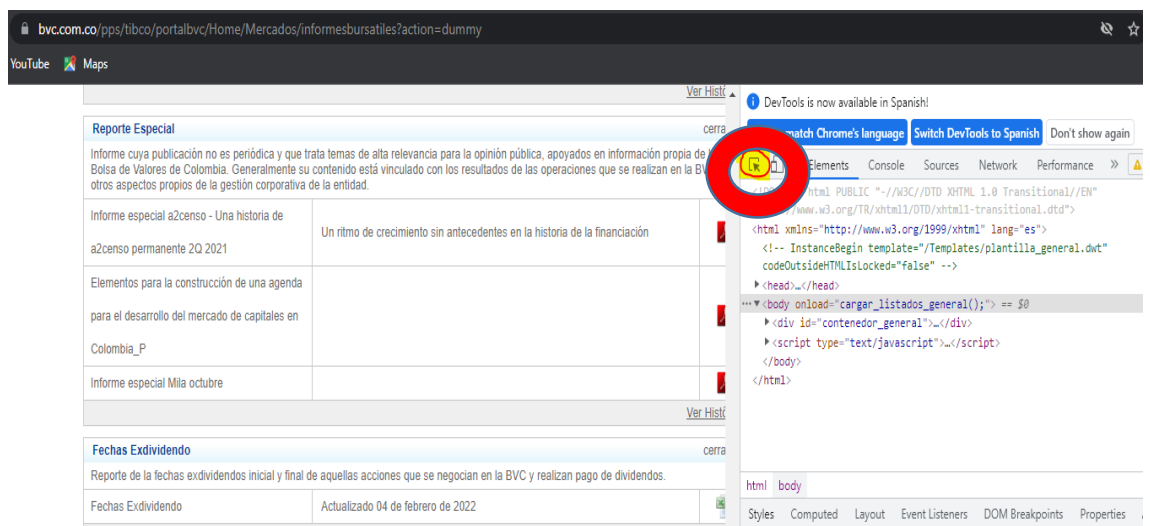 bvc.com.co/pps/tibco/portalbvc/Home/Mercados/informesbursatiles?action=dummy
YouTube Maps
Ver Histó
Reporte Especial
cerra
Informe cuya publicación no es periódica y que trata temas de alta relevancia para la opinión pública, apoyados en información propia de
Bolsa de Valores de Colombia. Generalmente su contenido está vinculado con los resultados de las operaciones que se realizan en la
otros aspectos propios de la gestión corporativa de la entidad.
Informe especial a2censo - Una historia de
a2censo permanente 2Q 2021
Un ritmo de crecimiento sin antecedentes en la historia de la financiación
Elementos para la construcción de una agenda
para el desarrollo del mercado de capitales en
Colombia_P
Informe especial Mila octubre
Ver Histó
Fechas Exdividendo
cerra
Reporte de la fechas exdividendos inicial y final de aquellas acciones que se negocian en la BVC y realizan pago de dividendos.
Fechas Exdividendo
Actualizado 04 de febrero de 2022
DevTools is now available in Spanish!
match Chrome's language Switch DevTools to Spanish Don't show again
Elements Console Sources Network Performance »
html PUBLIC "-//W3C//DTD XHTML 1.0 Transitional//EN"
www.w3.org/TR/xhtml1/DTD/xhtml1-transitional.dtd">
<html xmlns="http://www.w3.org/1999/xhtml" lang="es">
<!-- InstanceBegin template="/Templates/plantilla_general.dwt"
codeOutsideHTMLIsLocked="false" -->
<head>…</head>
<body onload="cargar_listados_general();"> == $0
<div id="contenedor_general">…</div>
<script type="text/javascript">…</script>
</body>
</html>
html body
Styles Computed Layout Event Listeners DOM Breakpoints Properties